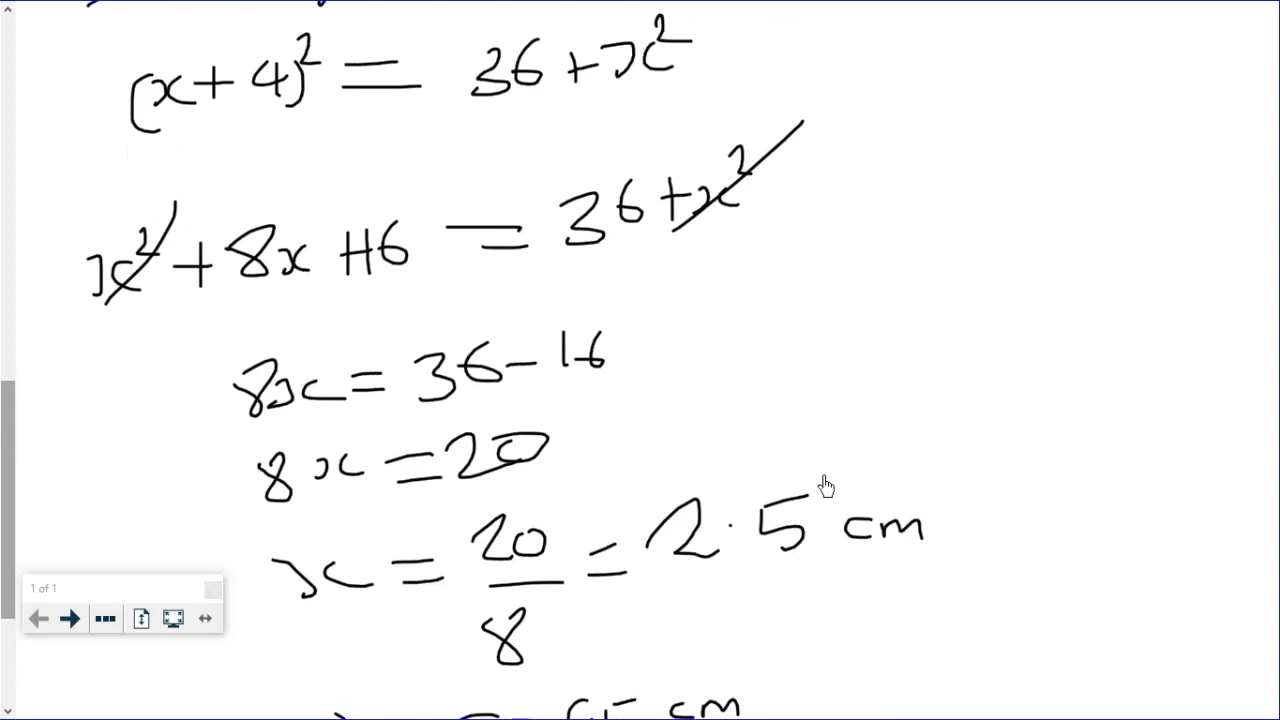 (x+4)² = 36+x²
x² + 8x +16 = 36+x²
8x = 36-16
8x = 20
x = 20/8 = 2.5 cm
1 of 1
cm